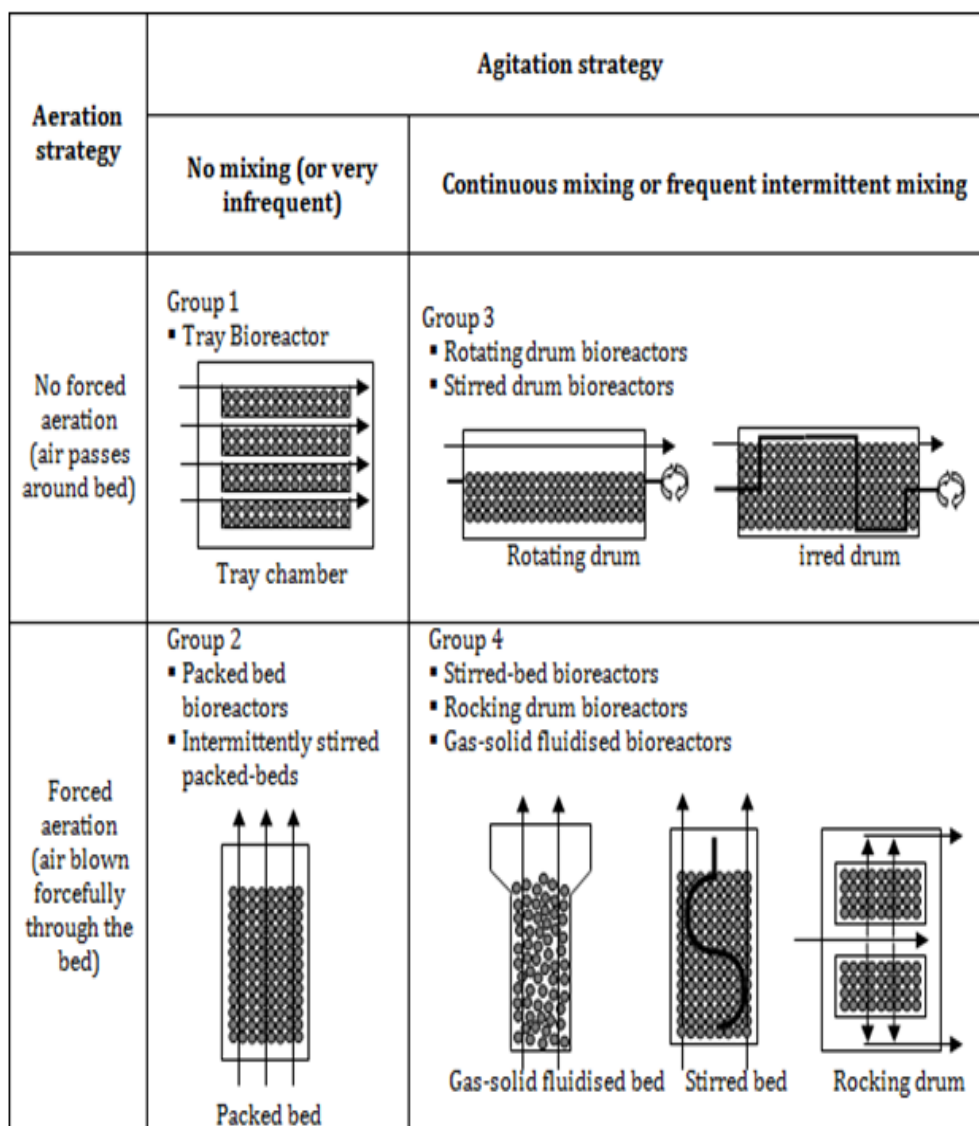 Aeration
strategy
Agitation strategy
No mixing (or very
infrequent)
Continuous mixing or frequent intermittent mixing
No forced
aeration
(air passes
around bed)
Group 1
▪ Tray Bioreactor
Tray chamber
Group 3
▪ Rotating drum bioreactors
▪ Stirred drum bioreactors
Rotating drum
irred drum
Forced
aeration
(air blown
forcefully
through the
bed)
Group 2
▪ Packed bed
bioreactors
▪ Intermittently stirred
packed-beds
Packed bed
Group 4
▪ Stirred-bed bioreactors
▪ Rocking drum bioreactors
▪ Gas-solid fluidised bioreactors
Gas-solid fluidised bed
Stirred bed
Rocking drum